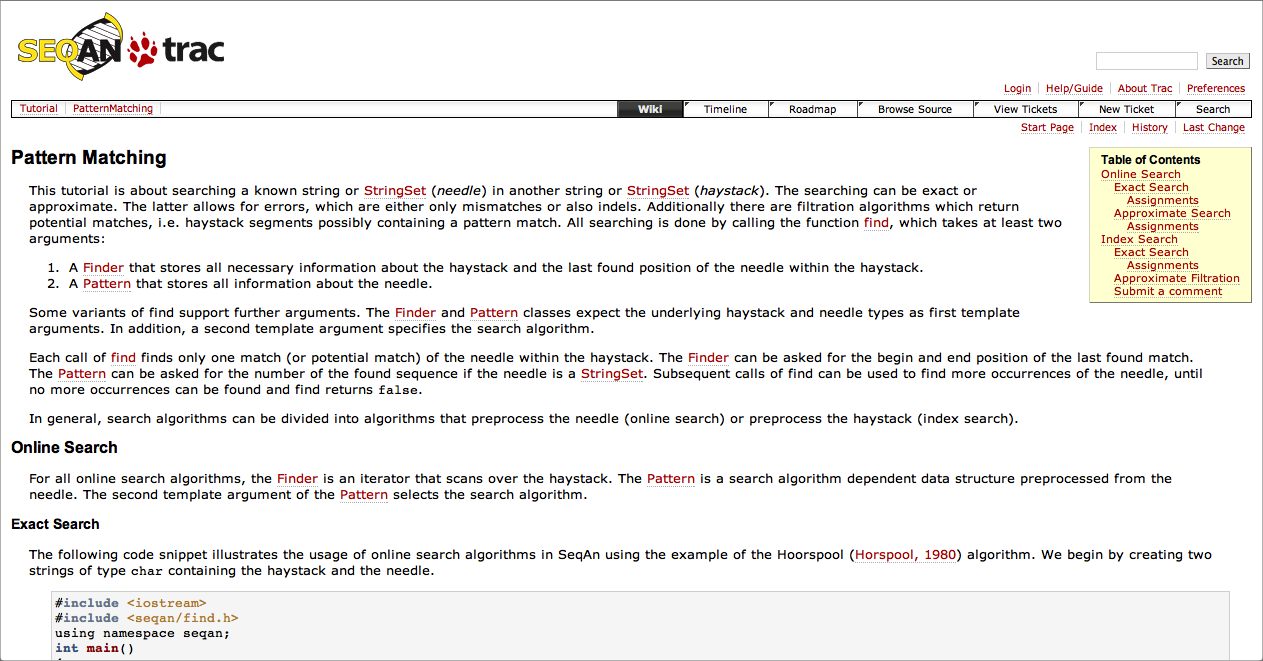 SEQAN trac
Search
Login Help/Guide About Trac Preferences
Tutorial PatternMatching Wiki Timeline Roadmap Browse Source View Tickets New Ticket Search
Start Page Index History Last Change
Pattern Matching
This tutorial is about searching a known string or StringSet (needle) in another string or StringSet (haystack). The searching can be exact or
approximate. The latter allows for errors, which are either only mismatches or also indels. Additionally there are filtration algorithms which return
potential matches, i.e. haystack segments possibly containing a pattern match. All searching is done by calling the function find, which takes at least two
arguments:
1. A Finder that stores all necessary information about the haystack and the last found position of the needle within the haystack.
2. A Pattern that stores all information about the needle.
Some variants of find support further arguments. The Finder and Pattern classes expect the underlying haystack and needle types as first template
arguments. In addition, a second template argument specifies the search algorithm.
Table of Contents
Online Search
Exact Search
Assignments
Approximate Search
Assignments
Index Search
Exact Search
Assignments
Approximate Filtration
Submit a comment
Each call of find finds only one match (or potential match) of the needle within the haystack. The Finder can be asked for the begin and end position of the last found match.
The Pattern can be asked for the number of the found sequence if the needle is a StringSet. Subsequent calls of find can be used to find more occurrences of the needle, until
no more occurrences can be found and find returns false.
In general, search algorithms can be divided into algorithms that preprocess the needle (online search) or preprocess the haystack (index search).
Online Search
For all online search algorithms, the Finder is an iterator that scans over the haystack. The Pattern is a search algorithm dependent data structure preprocessed from the
needle. The second template argument of the Pattern selects the search algorithm.
Exact Search
The following code snippet illustrates the usage of online search algorithms in SeqAn using the example of the Hoorspool (Horspool, 1980) algorithm. We begin by creating two
strings of type char containing the haystack and the needle.
#include <iostream>
#include <seqan/find.h>
using namespace seqan;
int main()